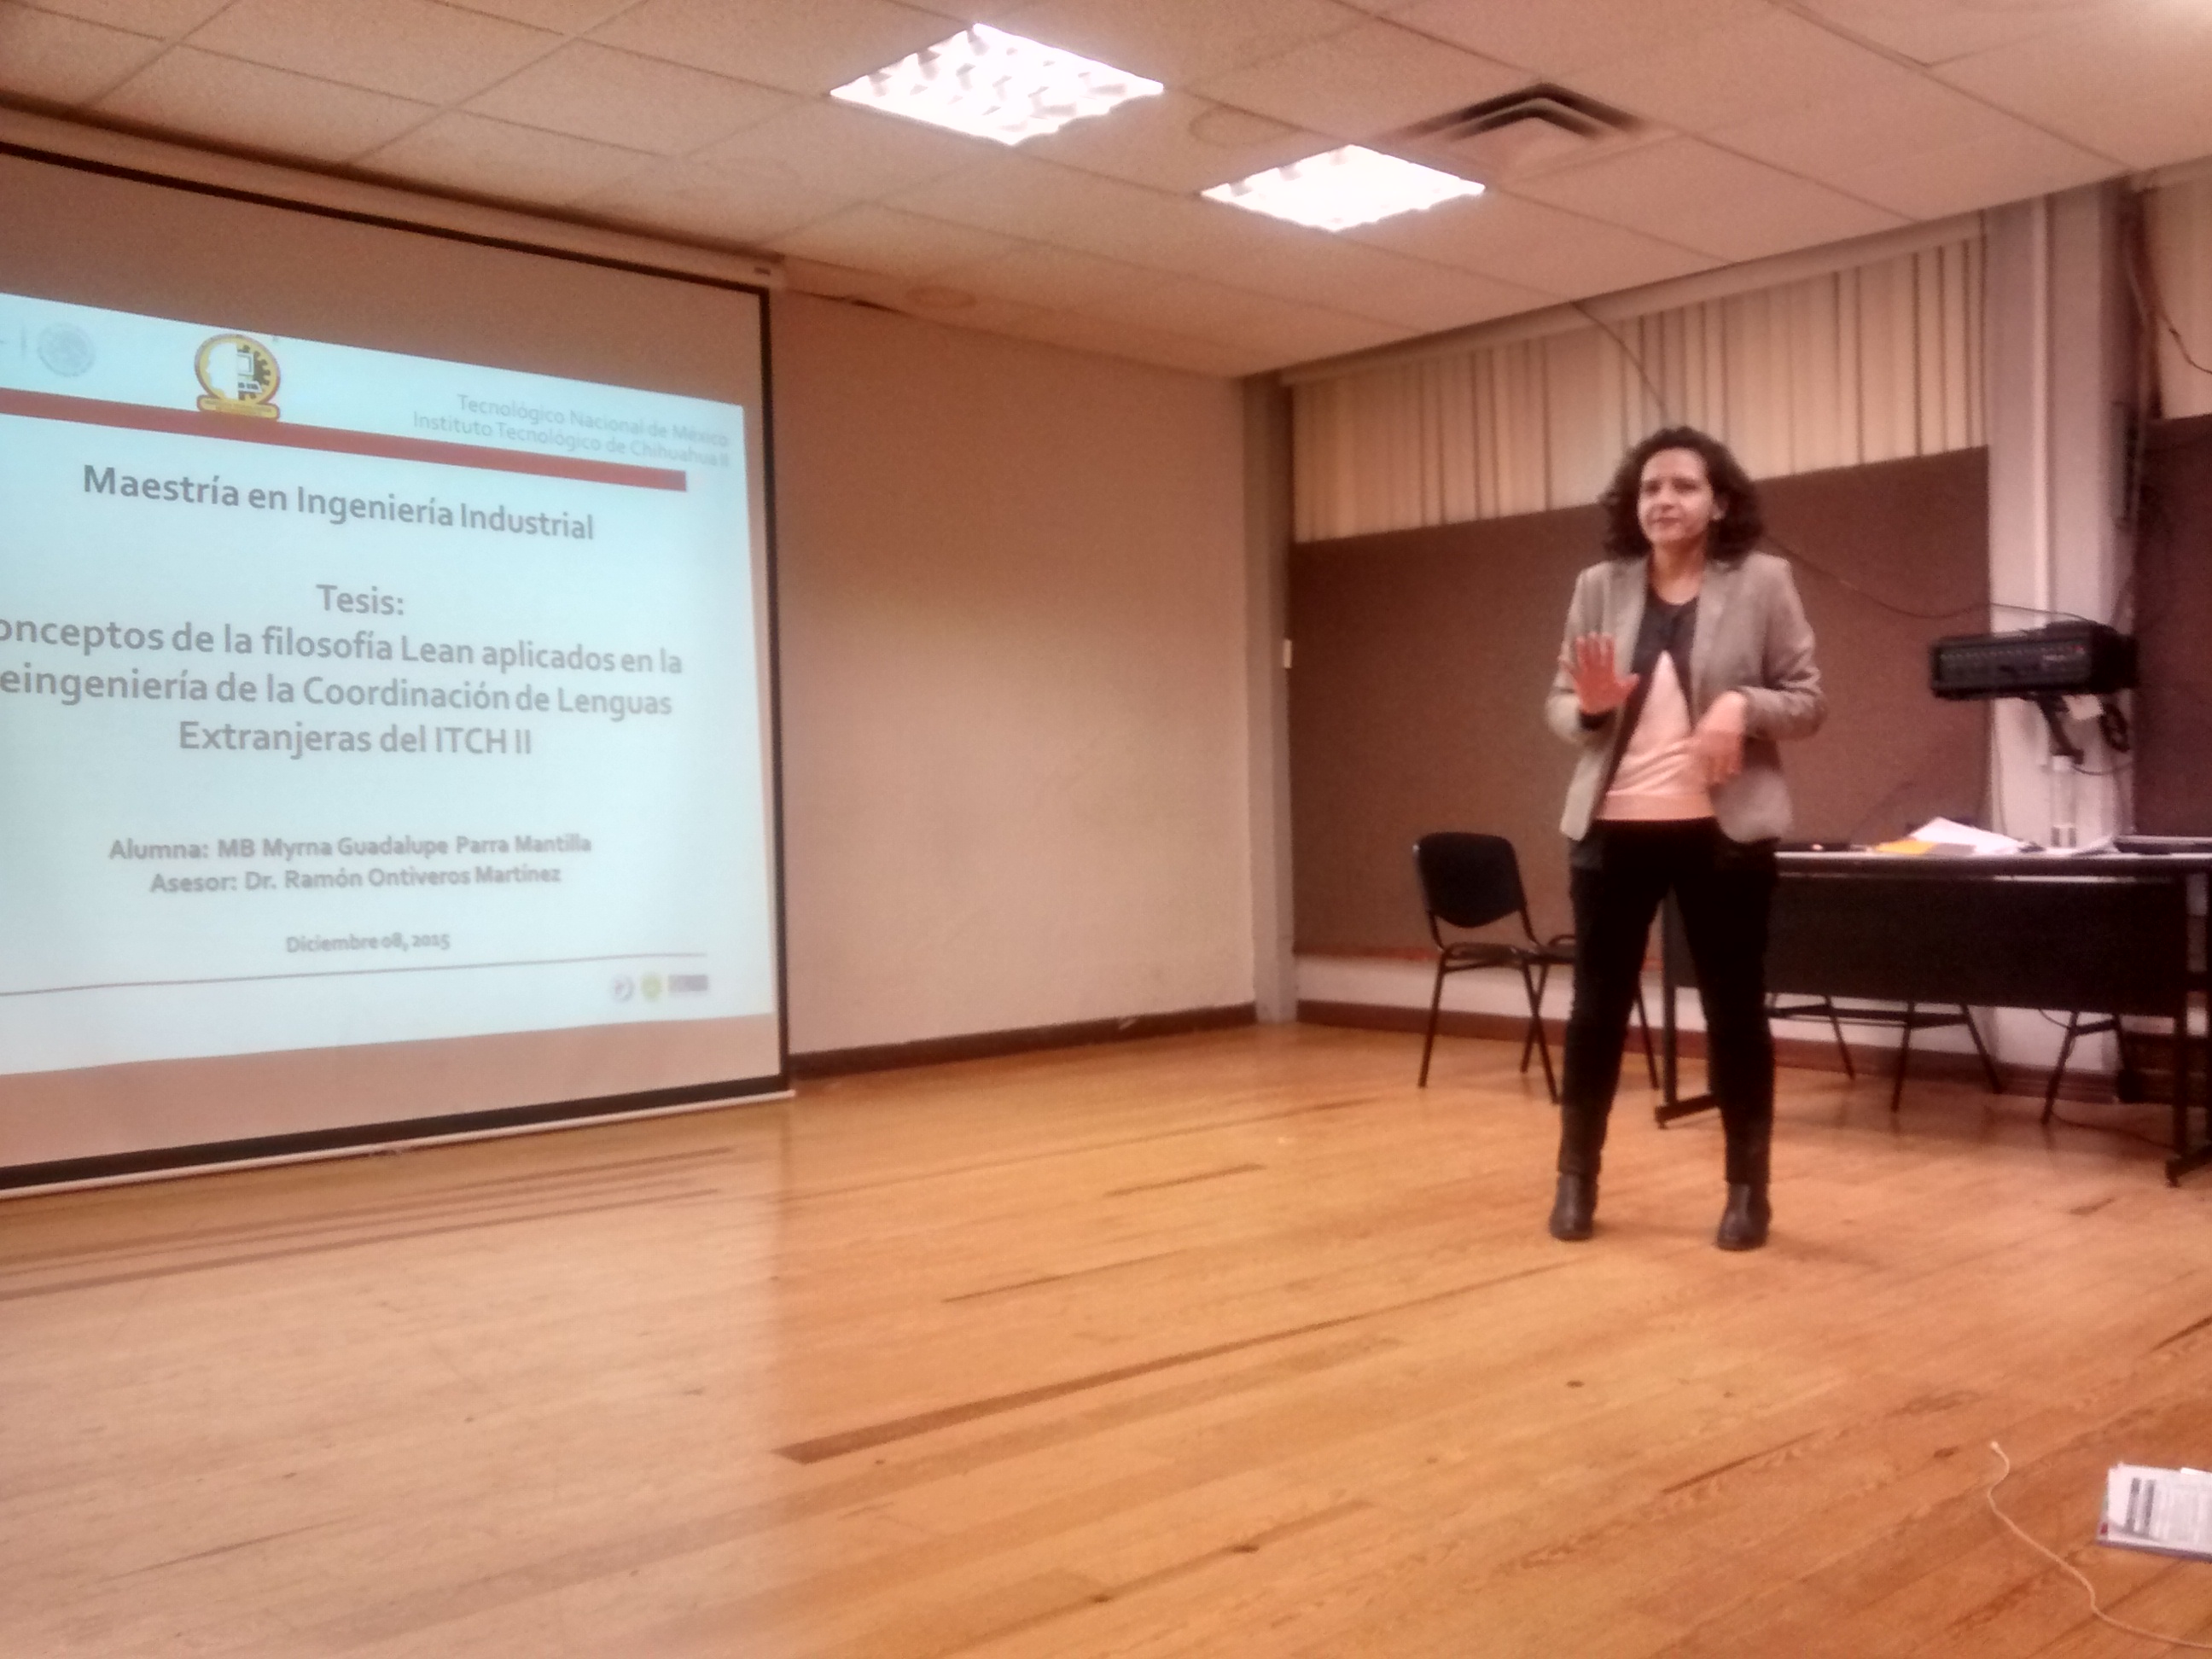 Tecnológico Nacional de México
Instituto Tecnológico de Chihuahua II
Maestría en Ingeniería Industrial
Tesis:
onceptos de la filosofía Lean aplicados en la
eingeniería de la Coordinación de Lenguas
Extranjeras del ITCH II
Alumna: MB Myrna Guadalupe Parra Mantilla
Asesor: Dr. Ramón Ontiveros Martínez
Diciembre 08, 2015